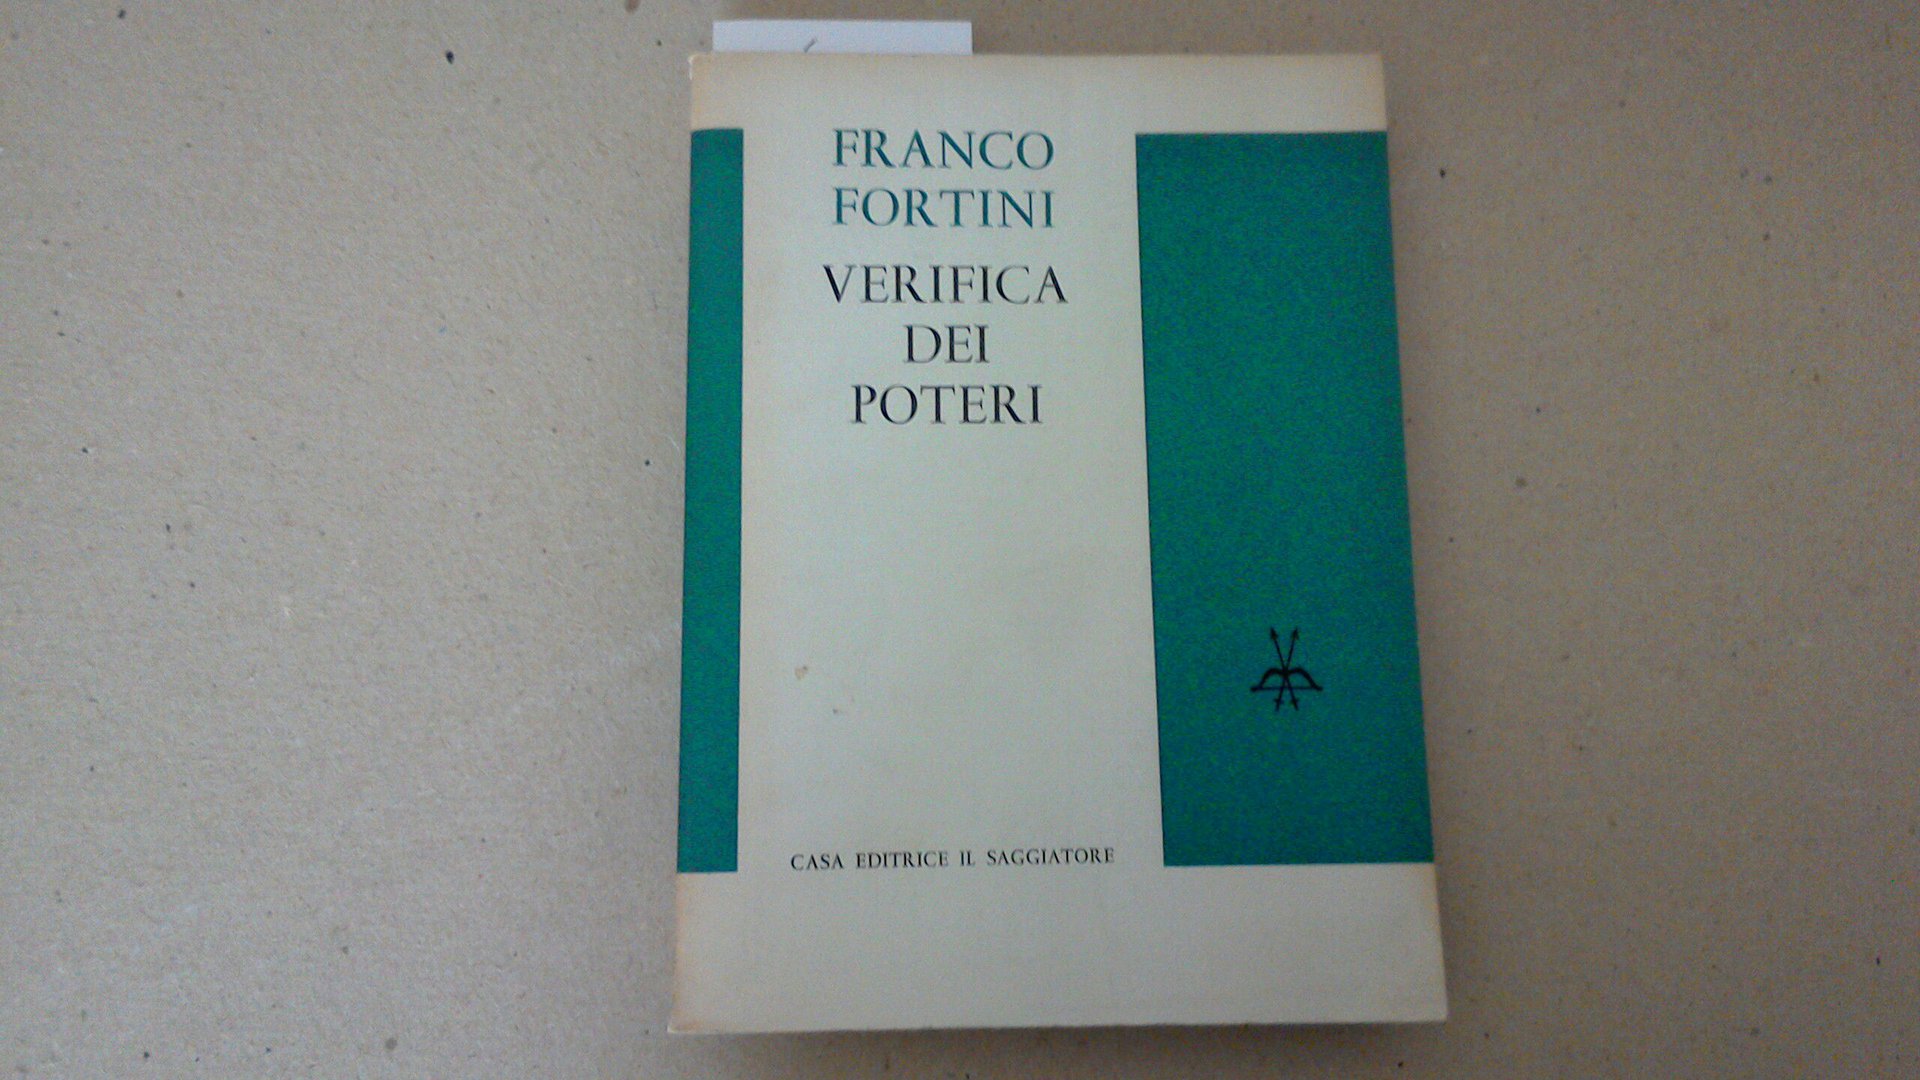 FRANCO
FORTINI
VERIFICA
DEI
POTERI
CASA EDITRICE IL SAGGIATORE